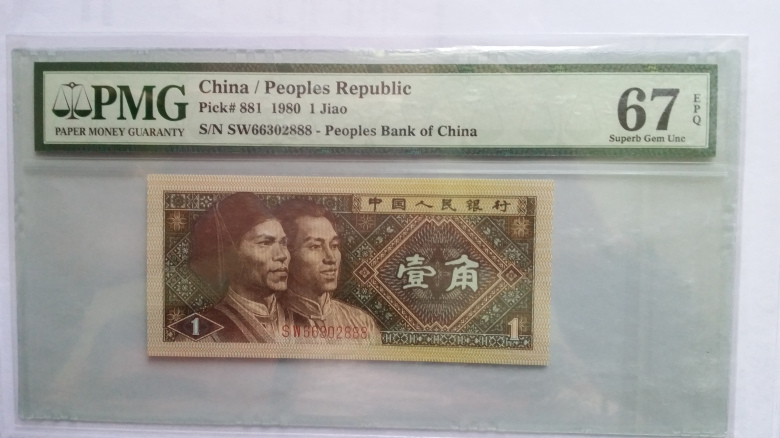 PMG
PAPER MONEY GUARANTY
China / Peoples Republic
Pick# 881 1980 1 Jiao
S/N SW66302888 - Peoples Bank of China
67
EPQ
Superb Gem Unc
中国人民银行
壹角
SW66302888
1
1